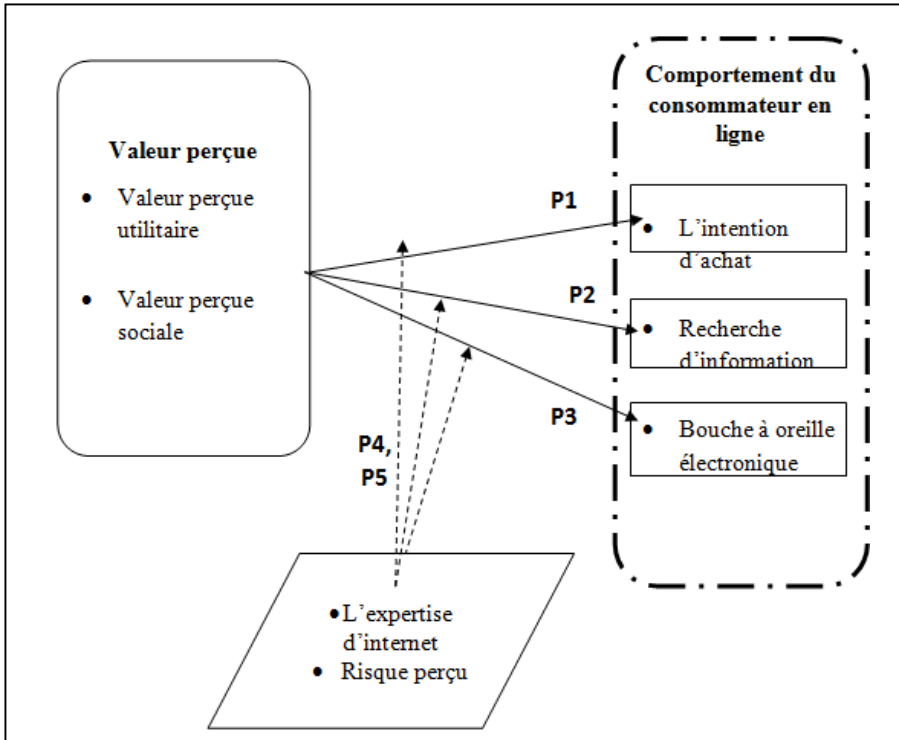 Valeur perçue
• Valeur perçue
utilitaire
• Valeur perçue
sociale
Comportement du
consommateur en
ligne
P1
• L'intention
d'achat
P2
• Recherche
d'information
P3
• Bouche à oreille
électronique
P4,
P5
•L'expertise
d'internet
• Risque perçu